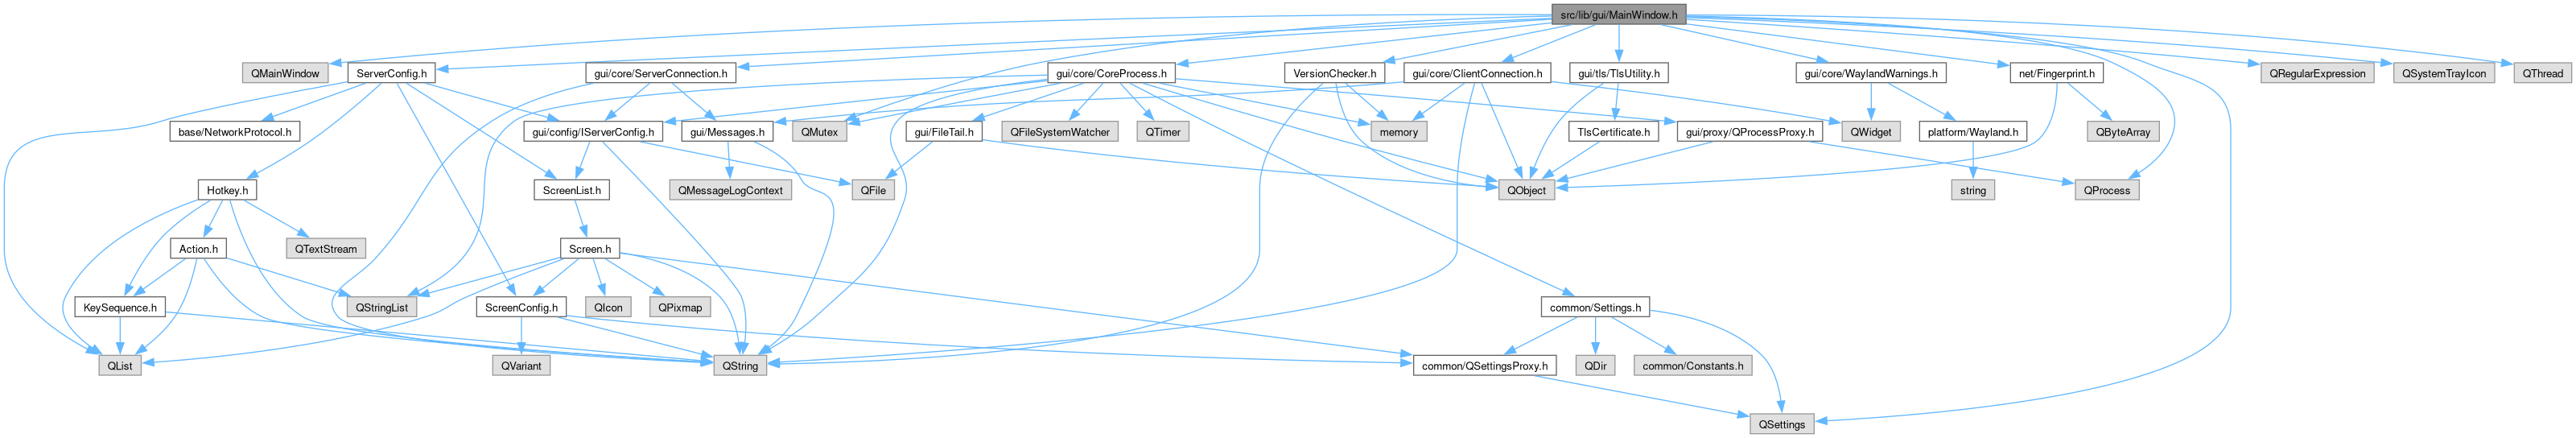 src/lib/gui/MainWindow.h
QMainWindow
ServerConfig.h
gui/core/ServerConnection.h
gui/core/CoreProcess.h
VersionChecker.h
gui/core/ClientConnection.h
gui/tls/TlsUtility.h
gui/core/WaylandWarnings.h
net/Fingerprint.h
QRegularExpression
QSystemTrayIcon
QThread
base/NetworkProtocol.h
gui/config/IServerConfig.h
gui/Messages.h
QMutex
gui/FileTail.h
QFileSystemWatcher
QTimer
memory
TlsCertificate.h
gui/proxy/QProcessProxy.h
QWidget
platform/Wayland.h
QByteArray
Hotkey.h
ScreenList.h
QMessageLogContext
QFile
QObject
string
QProcess
Action.h
QTextStream
Screen.h
KeySequence.h
QStringList
ScreenConfig.h
QIcon
QPixmap
common/Settings.h
QList
QVariant
QString
common/QSettingsProxy.h
QDir
common/Constants.h
QSettings